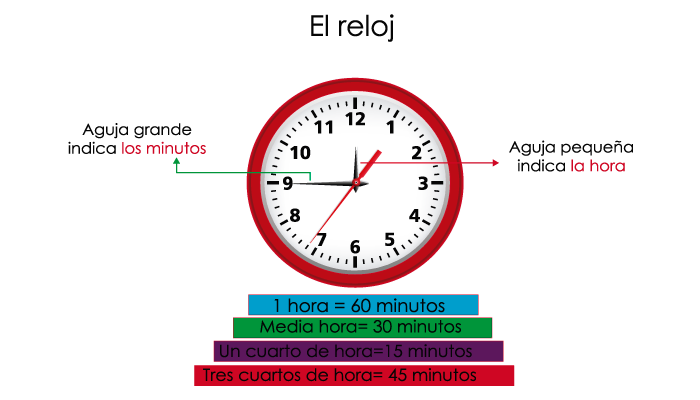 El reloj
Aguja grande
indica los minutos
Aguja pequeña
indica la hora
12
1
2
3
4
5
6
7
8
9
10
11
1 hora = 60 minutos
Media hora= 30 minutos
Un cuarto de hora=15 minutos
Tres cuartos de hora= 45 minutos